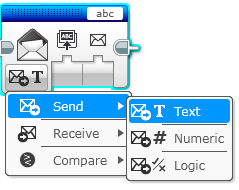 abc
T
Send
Receive
Compare
T Text
# Numeric
Logic